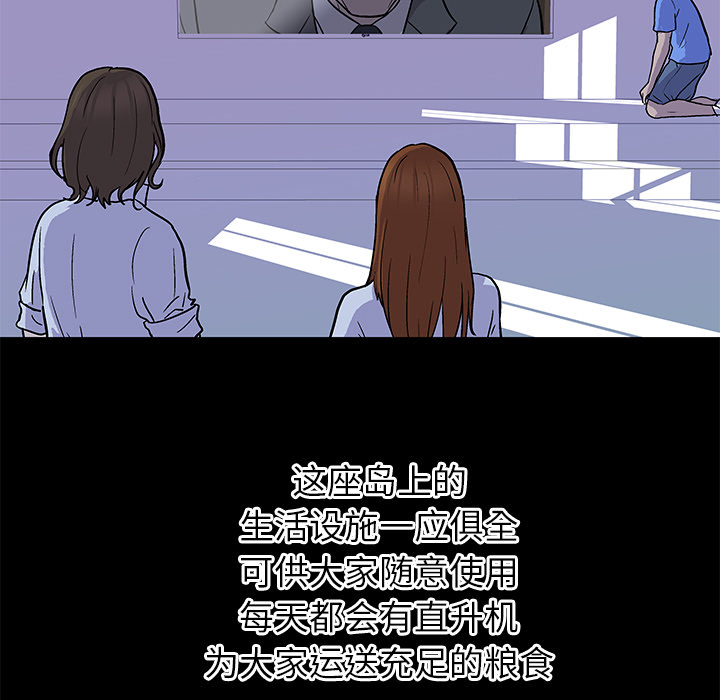 这座岛上的
生活设施一应俱全
可供大家随意使用
每天都会有直升机
为大家运送充足的粮食